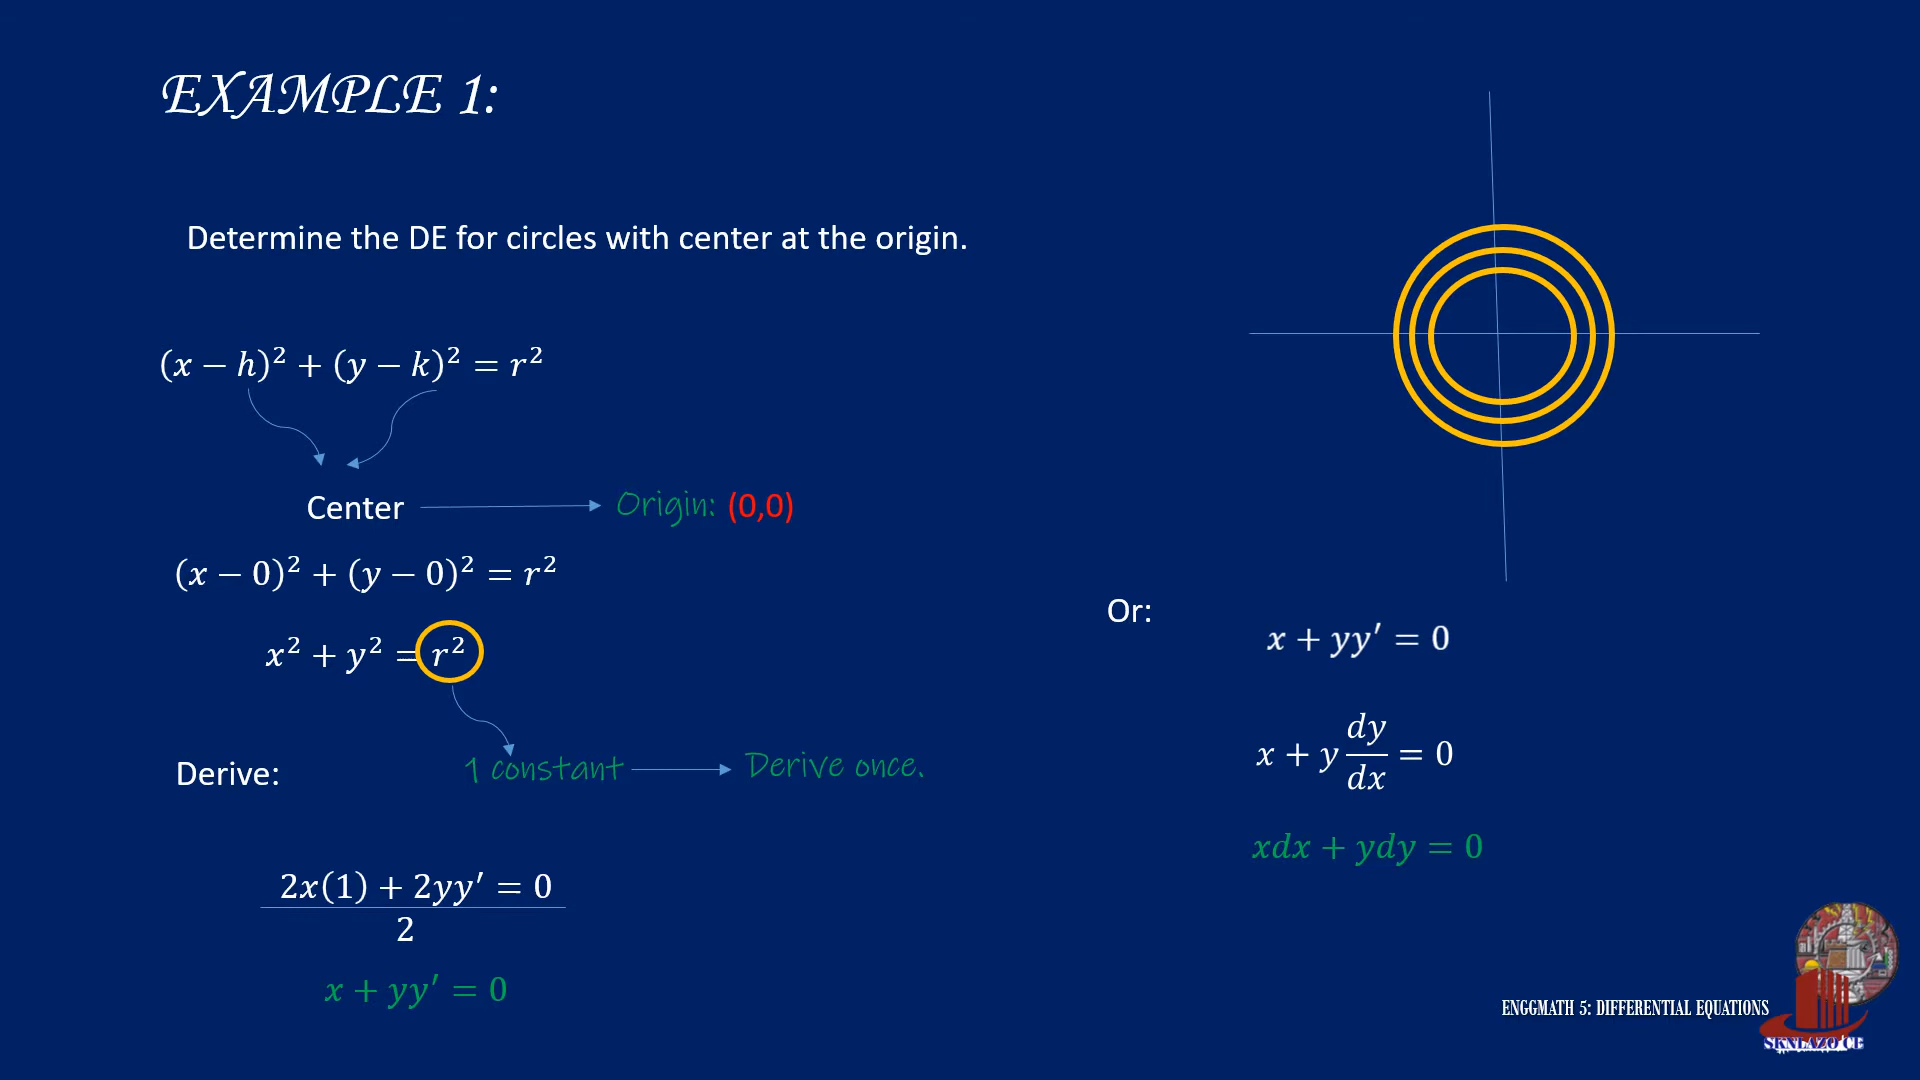 EXAMPLE 1:
Determine the DE for circles with center at the origin.
(x − h)² + (y − k)² = r²
Center
Origin: (0,0)
(x − 0)² + (y − 0)² = r²
x² + y² = r²
1 constant
Derive once.
Derive:
2x(1) + 2yy′ = 0
2
x + yy′ = 0
Or:
x + yy′ = 0
x + y dy/dx = 0
xdx + ydy = 0
ENGGMATH 5: DIFFERENTIAL EQUATIONS
SKNLAZO CE